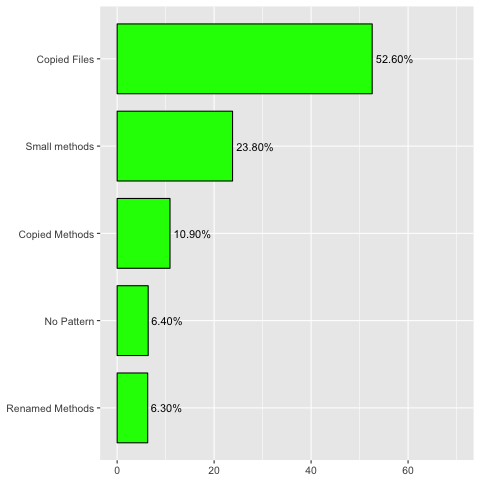 Copied Files 52.60%
Small methods 23.80%
Copied Methods 10.90%
No Pattern 6.40%
Renamed Methods 6.30%
0 20 40 60